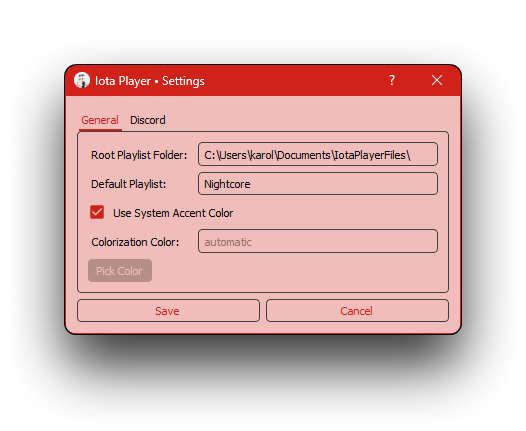 Iota Player • Settings
?
General Discord
Root Playlist Folder: C:\Users\karol\Documents\IotaPlayerFiles\
Default Playlist: Nightcore
Use System Accent Color
Colorization Color: automatic
Pick Color
Save Cancel